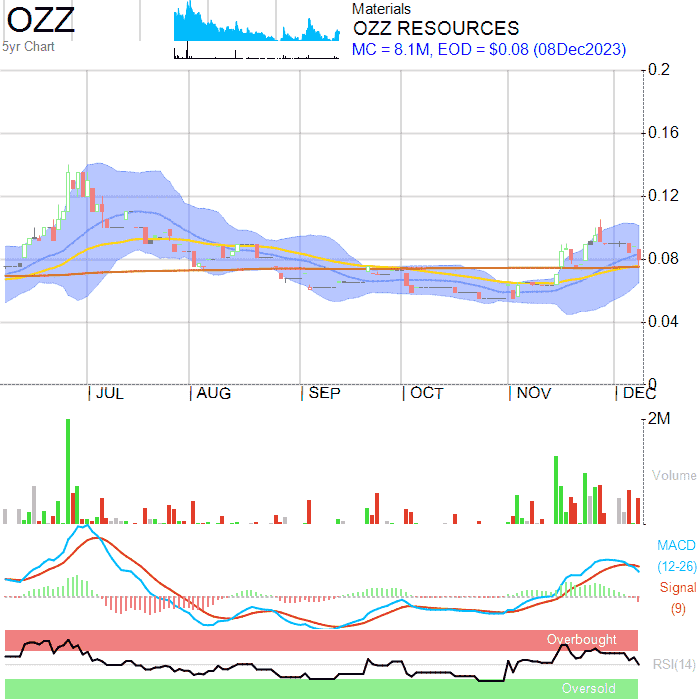 OZZ
5yr Chart
Materials
OZZ RESOURCES
MC = 8.1M, EOD = $0.08 (08Dec2023)
0.2
0.16
0.12
0.08
0.04
0
JUL AUG SEP OCT NOV DEC
2M
Volume
MACD
(12-26)
Signal
(9)
Overbought
RSI(14)
Oversold